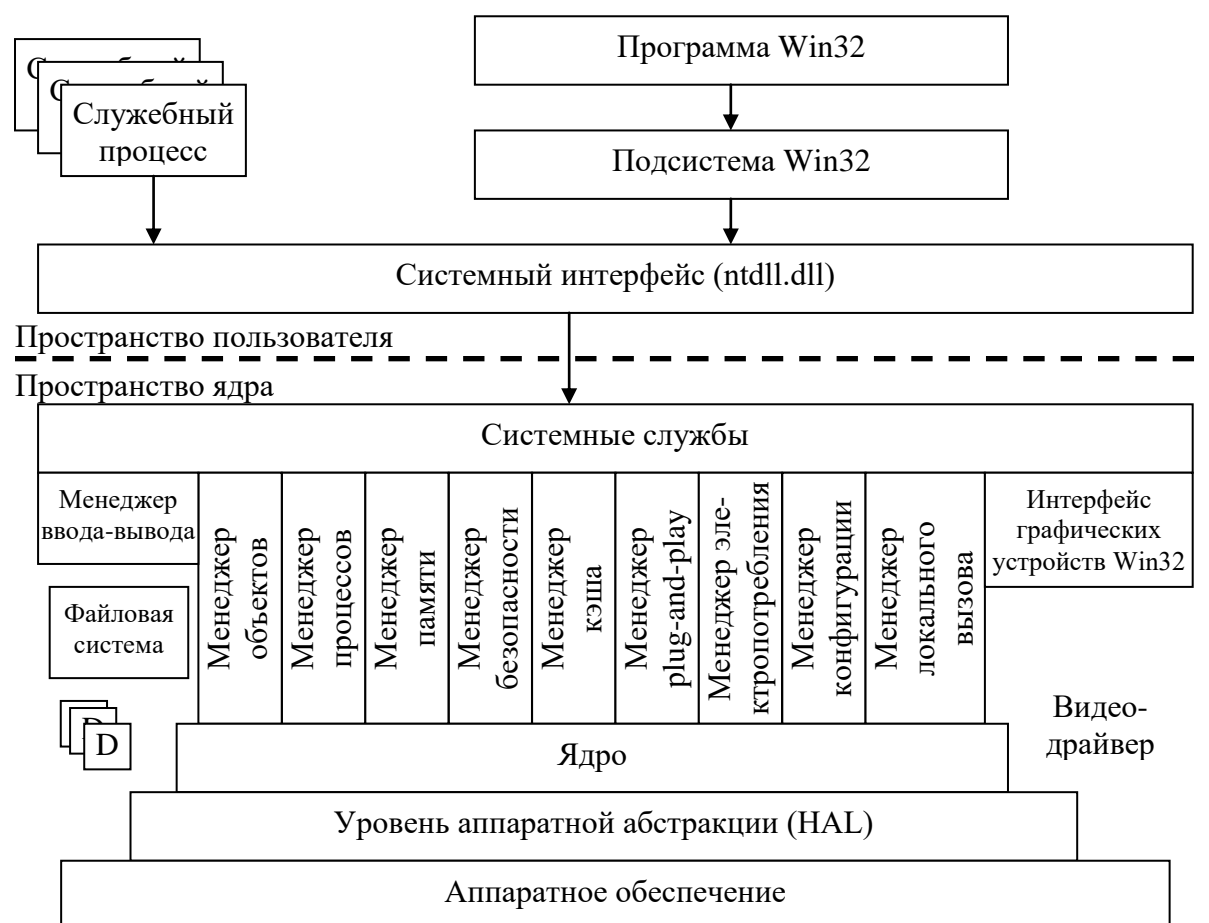 Программа Win32
Служебный
процесс
Подсистема Win32
Системный интерфейс (ntdll.dll)
Пространство пользователя
Пространство ядра
Системные службы
Менеджер
ввода-вывода
Файловая
система
D
Менеджер
объектов
Менеджер
процессов
Менеджер
памяти
Менеджер
безопасности
Менеджер
кэша
Менеджер
plug-and-play
Менеджер эле-
ктропотребления
Менеджер
конфигурации
Менеджер
локального
вызова
Интерфейс
графических
устройств Win32
Видео-
драйвер
Ядро
Уровень аппаратной абстракции (HAL)
Аппаратное обеспечение